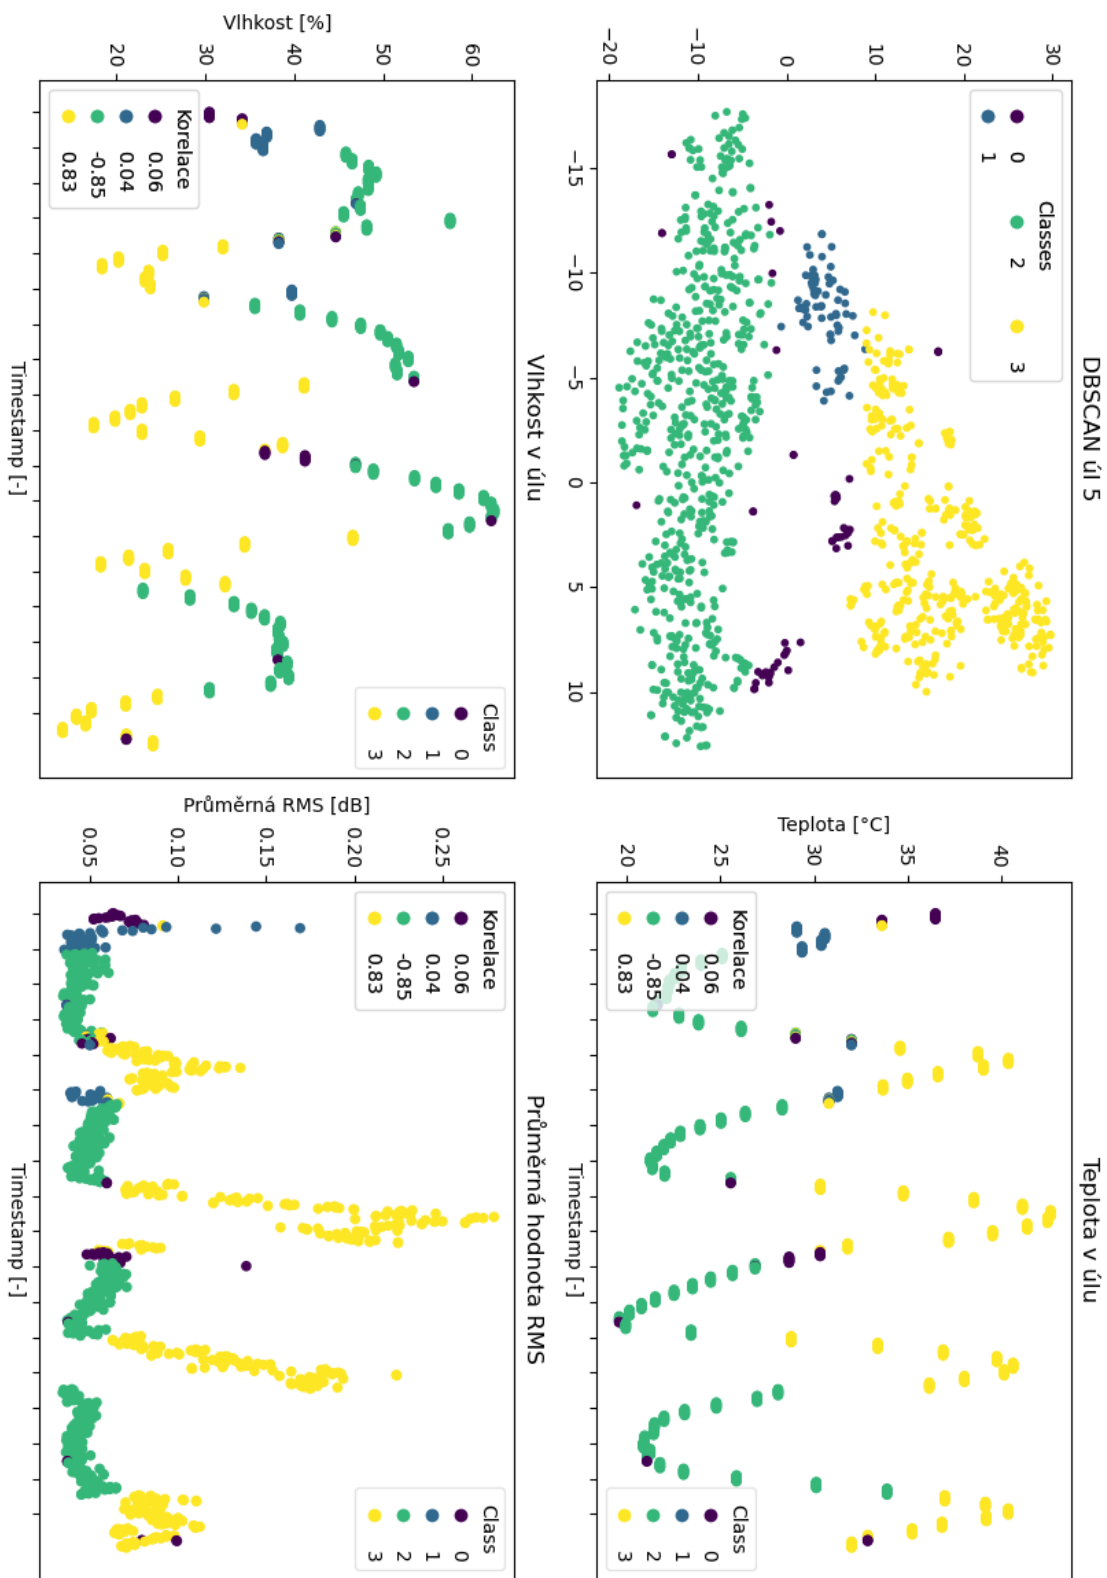 DBSCAN úl 5
30
20
10
0
−10
−20
Classes
0 2 3
1
−15 −10 −5 0 5 10
Teplota v úlu
Teplota [°C]
40
35
30
25
20
Korelace
0.06
0.04
-0.85
0.83
Class
0
1
2
3
Timestamp [-]
Vlhkost v úlu
Vlhkost [%]
60
50
40
30
20
Korelace
0.06
0.04
-0.85
0.83
Class
0
1
2
3
Timestamp [-]
Průměrná hodnota RMS
Průměrná RMS [dB]
0.25
0.20
0.15
0.10
0.05
Korelace
0.06
0.04
-0.85
0.83
Class
0
1
2
3
Timestamp [-]